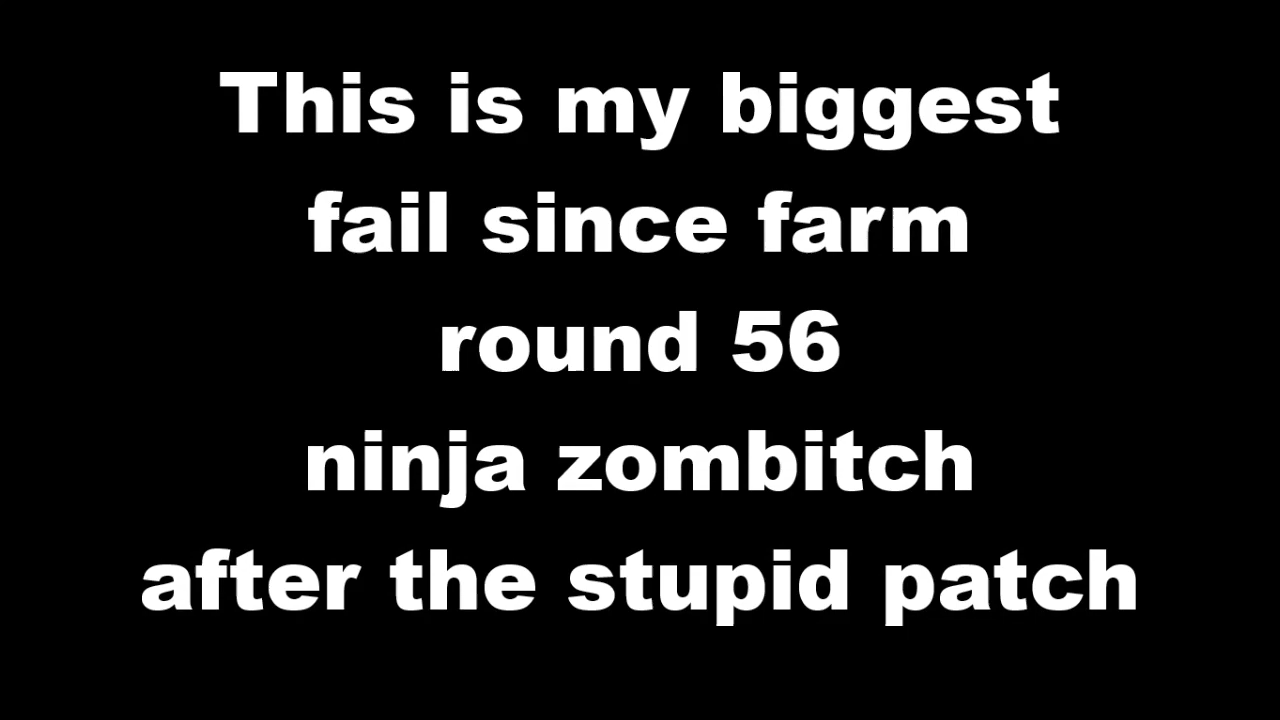 This is my biggest
fail since farm
round 56
ninja zombitch
after the stupid patch